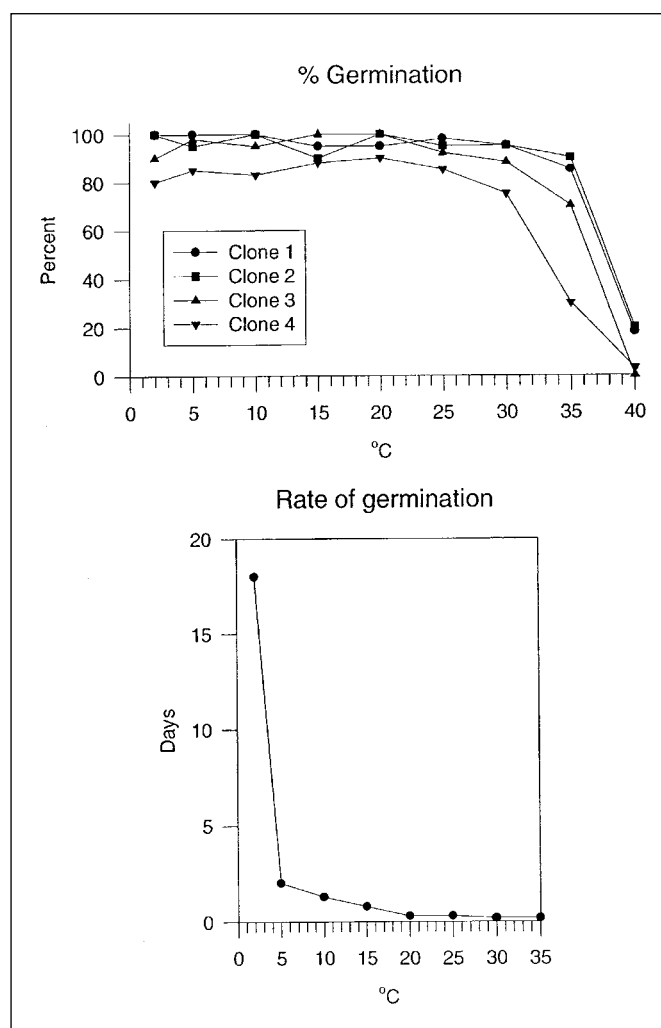 % Germination
100
80
60
40
20
0
Percent
Clone 1
Clone 2
Clone 3
Clone 4
0 5 10 15 20 25 30 35 40
°C
Rate of germination
20
15
10
5
0
Days
0 5 10 15 20 25 30 35
°C